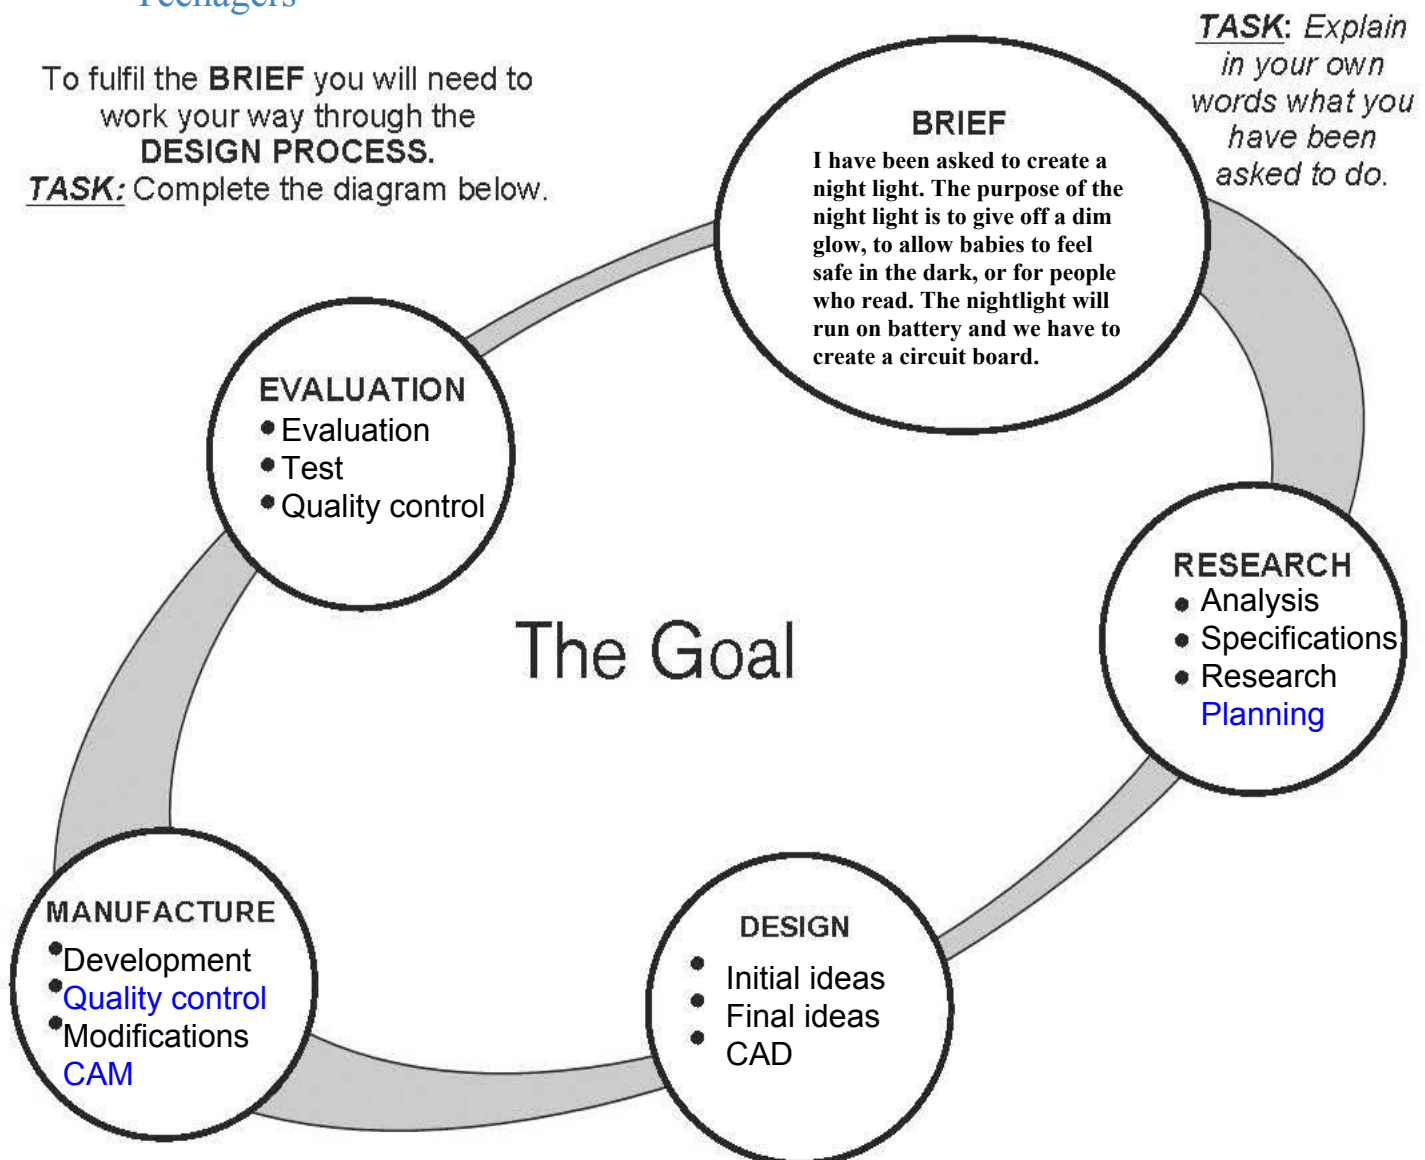 Teenagers
To fulfil the BRIEF you will need to
work your way through the
DESIGN PROCESS.
TASK: Complete the diagram below.
TASK: Explain
in your own
words what you
have been
asked to do.
BRIEF
I have been asked to create a
night light. The purpose of the
night light is to give off a dim
glow, to allow babies to feel
safe in the dark, or for people
who read. The nightlight will
run on battery and we have to
create a circuit board.
RESEARCH
• Analysis
• Specifications
• Research
Planning
DESIGN
• Initial ideas
• Final ideas
• CAD
MANUFACTURE
• Development
• Quality control
• Modifications
CAM
EVALUATION
• Evaluation
• Test
• Quality control
The Goal